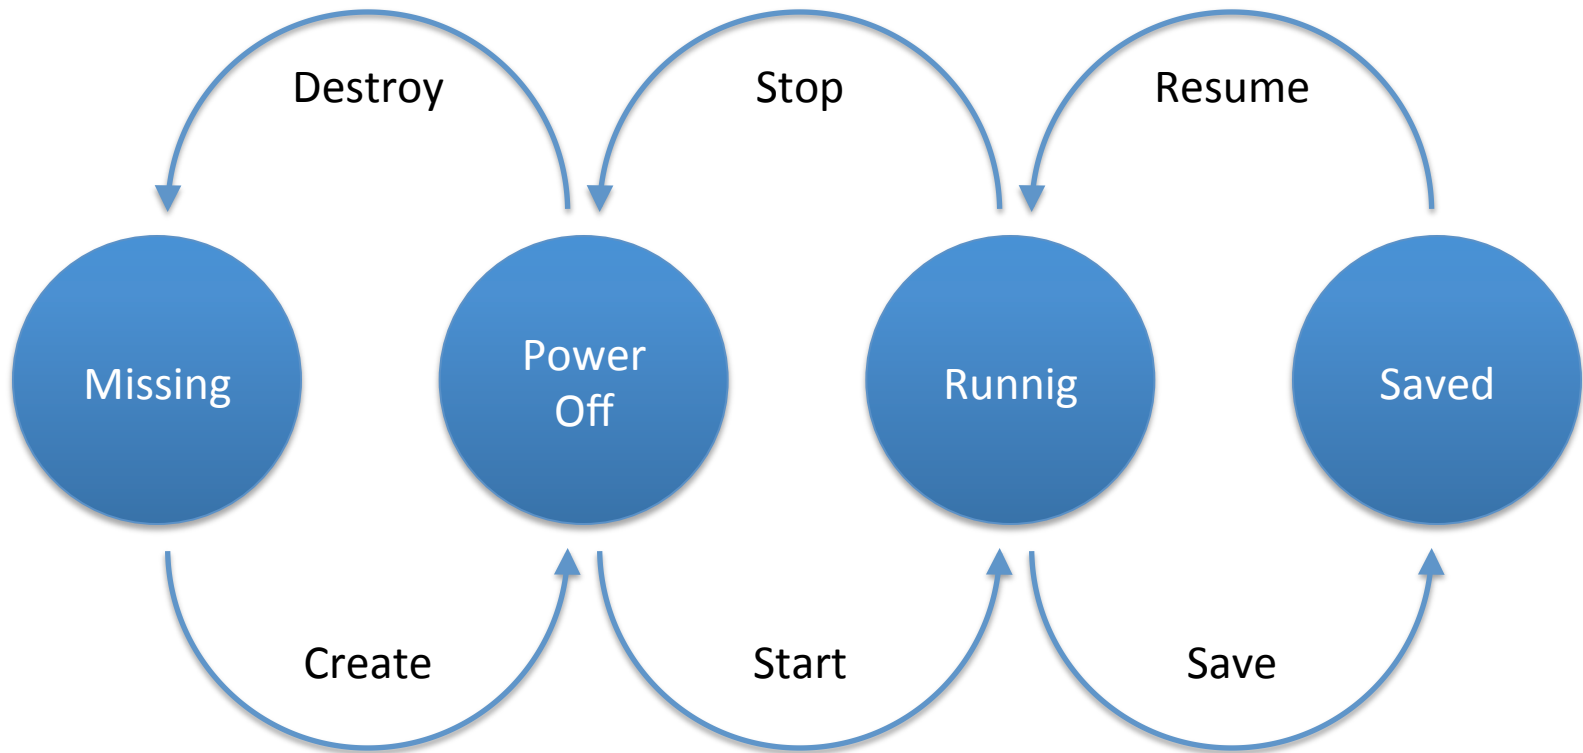 Destroy
Stop
Resume
Missing
Power
Off
Runnig
Saved
Create
Start
Save